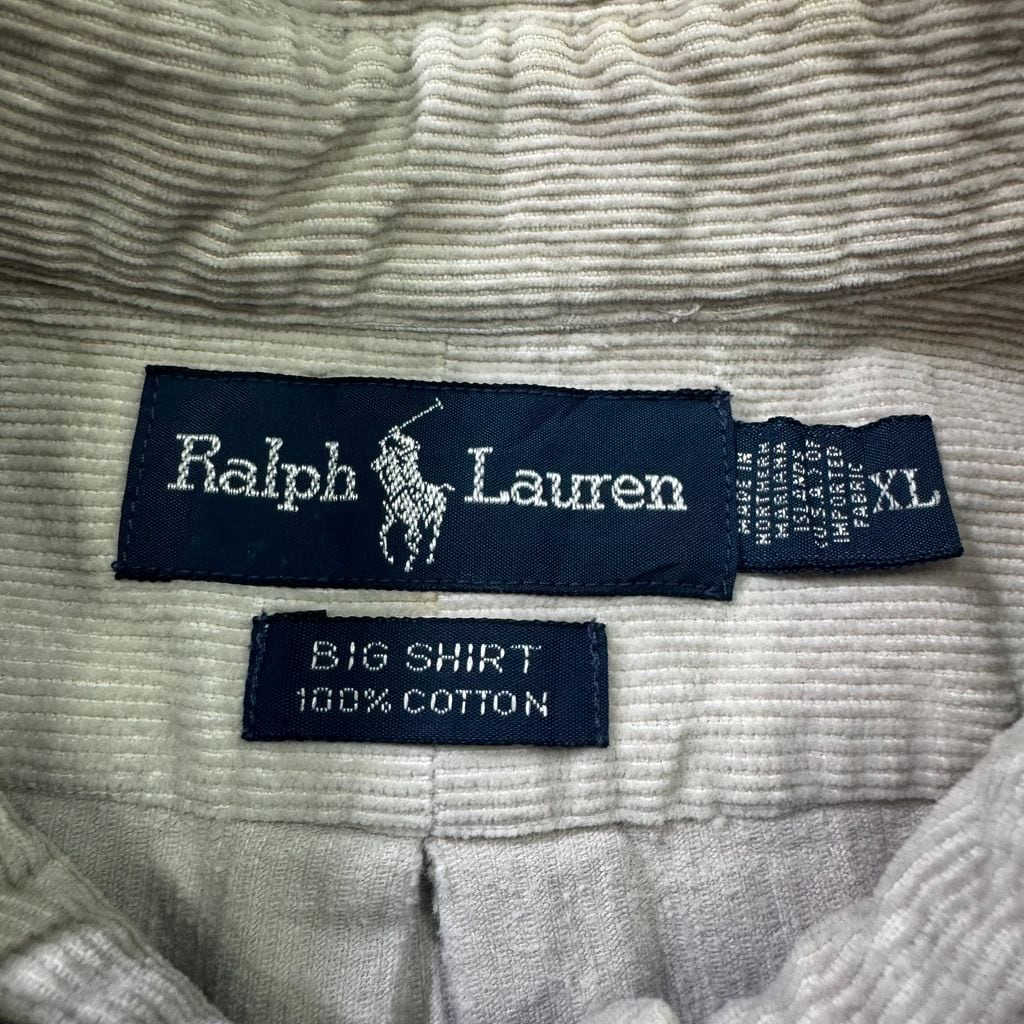 Ralph Lauren
MADE IN
NORTHERN
MARIANA
ISLANDS
U.S.A. OF
IMPORTED
FABRIC
XL
BIG SHIRT
100% COTTON